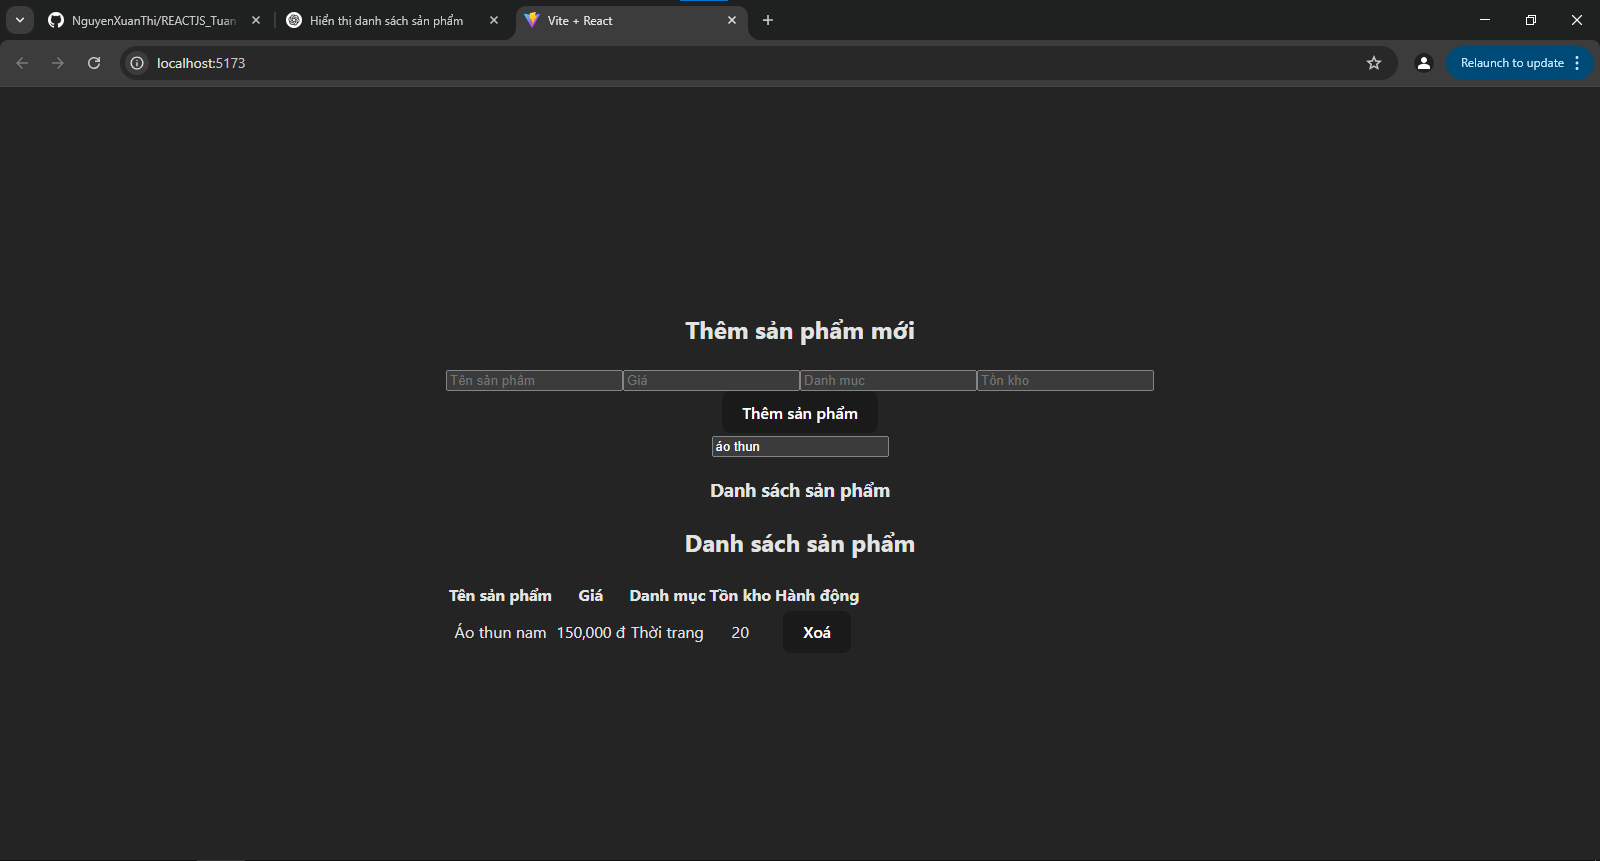 NguyenXuanThi/REACTJS_Tuan
Hiển thị danh sách sản phẩm
Vite + React
localhost:5173
Relaunch to update
Thêm sản phẩm mới
Tên sản phẩm Giá Danh mục Tồn kho
Thêm sản phẩm
áo thun
Danh sách sản phẩm
Danh sách sản phẩm
Tên sản phẩm Giá Danh mục Tồn kho Hành động
Áo thun nam 150,000 đ Thời trang 20 Xoá